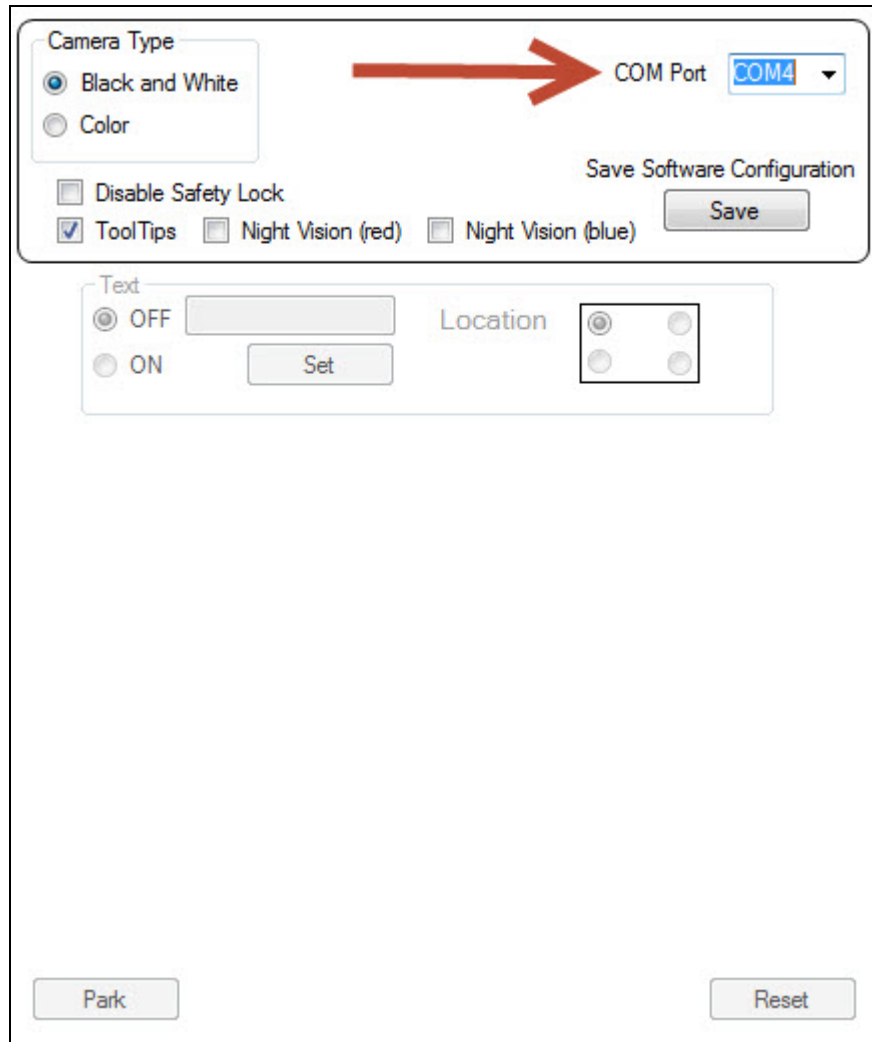 Camera Type
Black and White
Color
COM Port COM4
Disable Safety Lock
Save Software Configuration
Save
ToolTips Night Vision (red) Night Vision (blue)
Text
OFF Location
ON Set
Park Reset